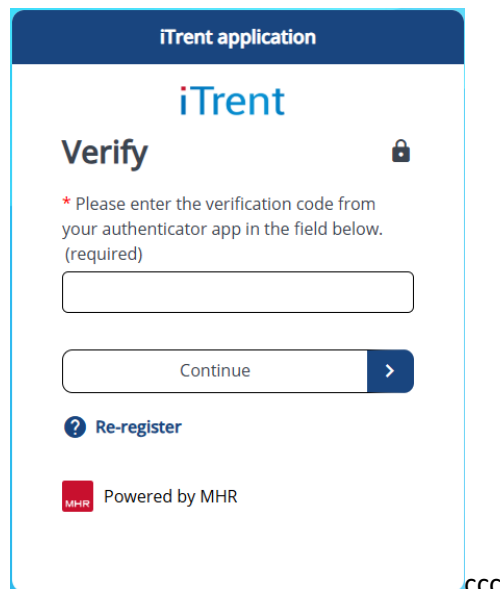 iTrent application
iTrent
Verify
* Please enter the verification code from
your authenticator app in the field below.
(required)
Continue
? Re-register
MHR Powered by MHR
ccc